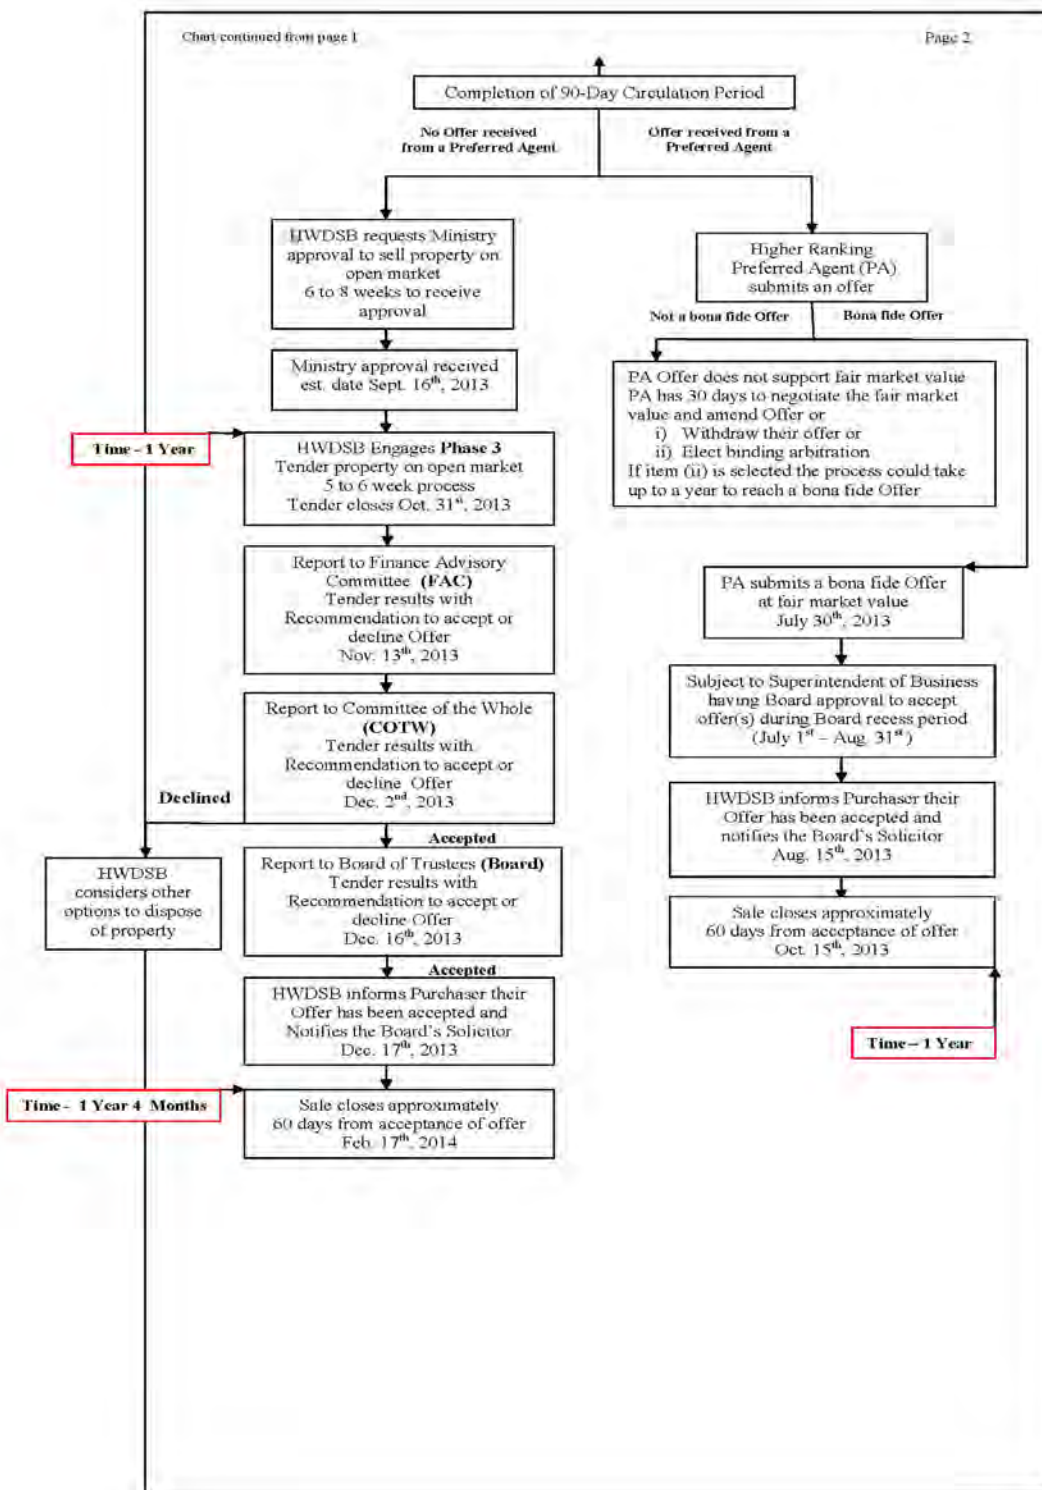 Chart continued from page 1
Page 2
Completion of 90-Day Circulation Period
No Offer received
from a Preferred Agent
Offer received from a
Preferred Agent
HWDSB requests Ministry
approval to sell property on
open market
6 to 8 weeks to receive
approval
Higher Ranking
Preferred Agent (PA)
submits an offer
Not a bona fide Offer
Bona fide Offer
Ministry approval received
est. date Sept. 16th, 2013
PA Offer does not support fair market value
PA has 30 days to negotiate the fair market
value and amend Offer or
i) Withdraw their offer or
ii) Elect binding arbitration
If item (ii) is selected the process could take
up to a year to reach a bona fide Offer
Time - 1 Year
HWDSB Engages Phase 3
Tender property on open market
5 to 6 week process
Tender closes Oct. 31st, 2013
Report to Finance Advisory
Committee (FAC)
Tender results with
Recommendation to accept or
decline Offer
Nov. 13th, 2013
PA submits a bona fide Offer
at fair market value
July 30th, 2013
Report to Committee of the Whole
(COTW)
Tender results with
Recommendation to accept or
decline Offer
Dec. 2nd, 2013
Subject to Superintendent of Business
having Board approval to accept
offer(s) during Board recess period
(July 1st – Aug. 31st)
Declined
Accepted
HWDSB informs Purchaser their
Offer has been accepted and
notifies the Board's Solicitor
Aug. 15th, 2013
HWDSB
considers other
options to dispose
of property
Report to Board of Trustees (Board)
Tender results with
Recommendation to accept or
decline Offer
Dec. 16th, 2013
Sale closes approximately
60 days from acceptance of offer
Oct. 15th, 2013
Accepted
HWDSB informs Purchaser their
Offer has been accepted and
Notifies the Board's Solicitor
Dec. 17th, 2013
Time – 1 Year
Time - 1 Year 4 Months
Sale closes approximately
60 days from acceptance of offer
Feb. 17th, 2014